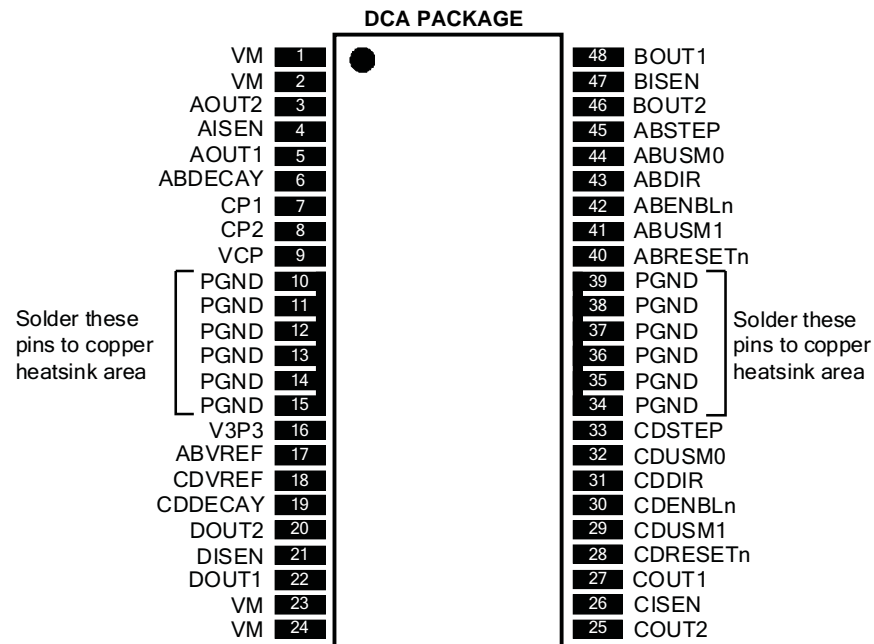 DCA PACKAGE
VM 1
VM 2
AOUT2 3
AISEN 4
AOUT1 5
ABDECAY 6
CP1 7
CP2 8
VCP 9
PGND 10
PGND 11
PGND 12
PGND 13
PGND 14
PGND 15
V3P3 16
ABVREF 17
CDVREF 18
CDDECAY 19
DOUT2 20
DISEN 21
DOUT1 22
VM 23
VM 24
Solder these
pins to copper
heatsink area
48 BOUT1
47 BISEN
46 BOUT2
45 ABSTEP
44 ABUSM0
43 ABDIR
42 ABENBLn
41 ABUSM1
40 ABRESETn
39 PGND
38 PGND
37 PGND
36 PGND
35 PGND
34 PGND
33 CDSTEP
32 CDUSM0
31 CDDIR
30 CDENBLn
29 CDUSM1
28 CDRESETn
27 COUT1
26 CISEN
25 COUT2
Solder these
pins to copper
heatsink area